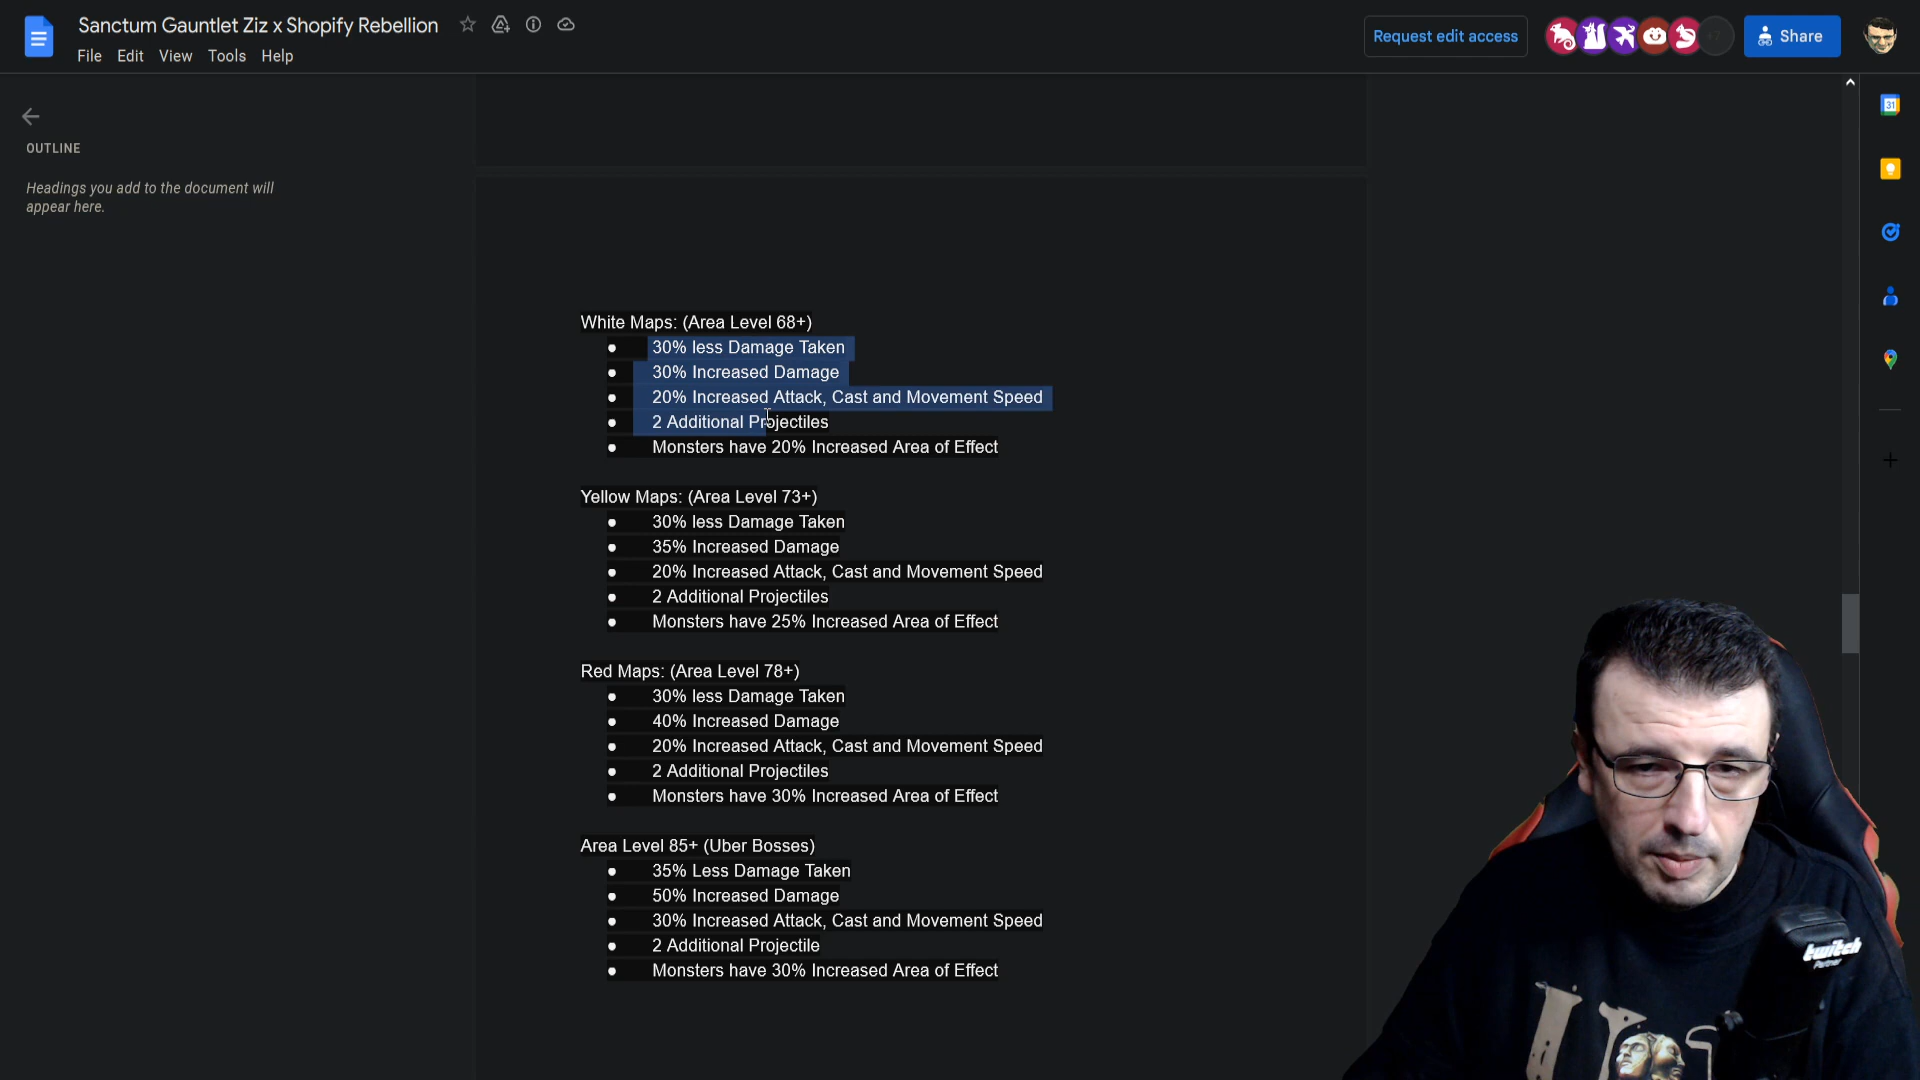 Sanctum Gauntlet Ziz x Shopify Rebellion
File Edit View Tools Help
Request edit access
+7
Share
31
OUTLINE
Headings you add to the document will
appear here.
White Maps: (Area Level 68+)
● 30% less Damage Taken
● 30% Increased Damage
● 20% Increased Attack, Cast and Movement Speed
● 2 Additional Projectiles
● Monsters have 20% Increased Area of Effect
Yellow Maps: (Area Level 73+)
● 30% less Damage Taken
● 35% Increased Damage
● 20% Increased Attack, Cast and Movement Speed
● 2 Additional Projectiles
● Monsters have 25% Increased Area of Effect
Red Maps: (Area Level 78+)
● 30% less Damage Taken
● 40% Increased Damage
● 20% Increased Attack, Cast and Movement Speed
● 2 Additional Projectiles
● Monsters have 30% Increased Area of Effect
Area Level 85+ (Uber Bosses)
● 35% Less Damage Taken
● 50% Increased Damage
● 30% Increased Attack, Cast and Movement Speed
● 2 Additional Projectile
● Monsters have 30% Increased Area of Effect
twitch
Partner